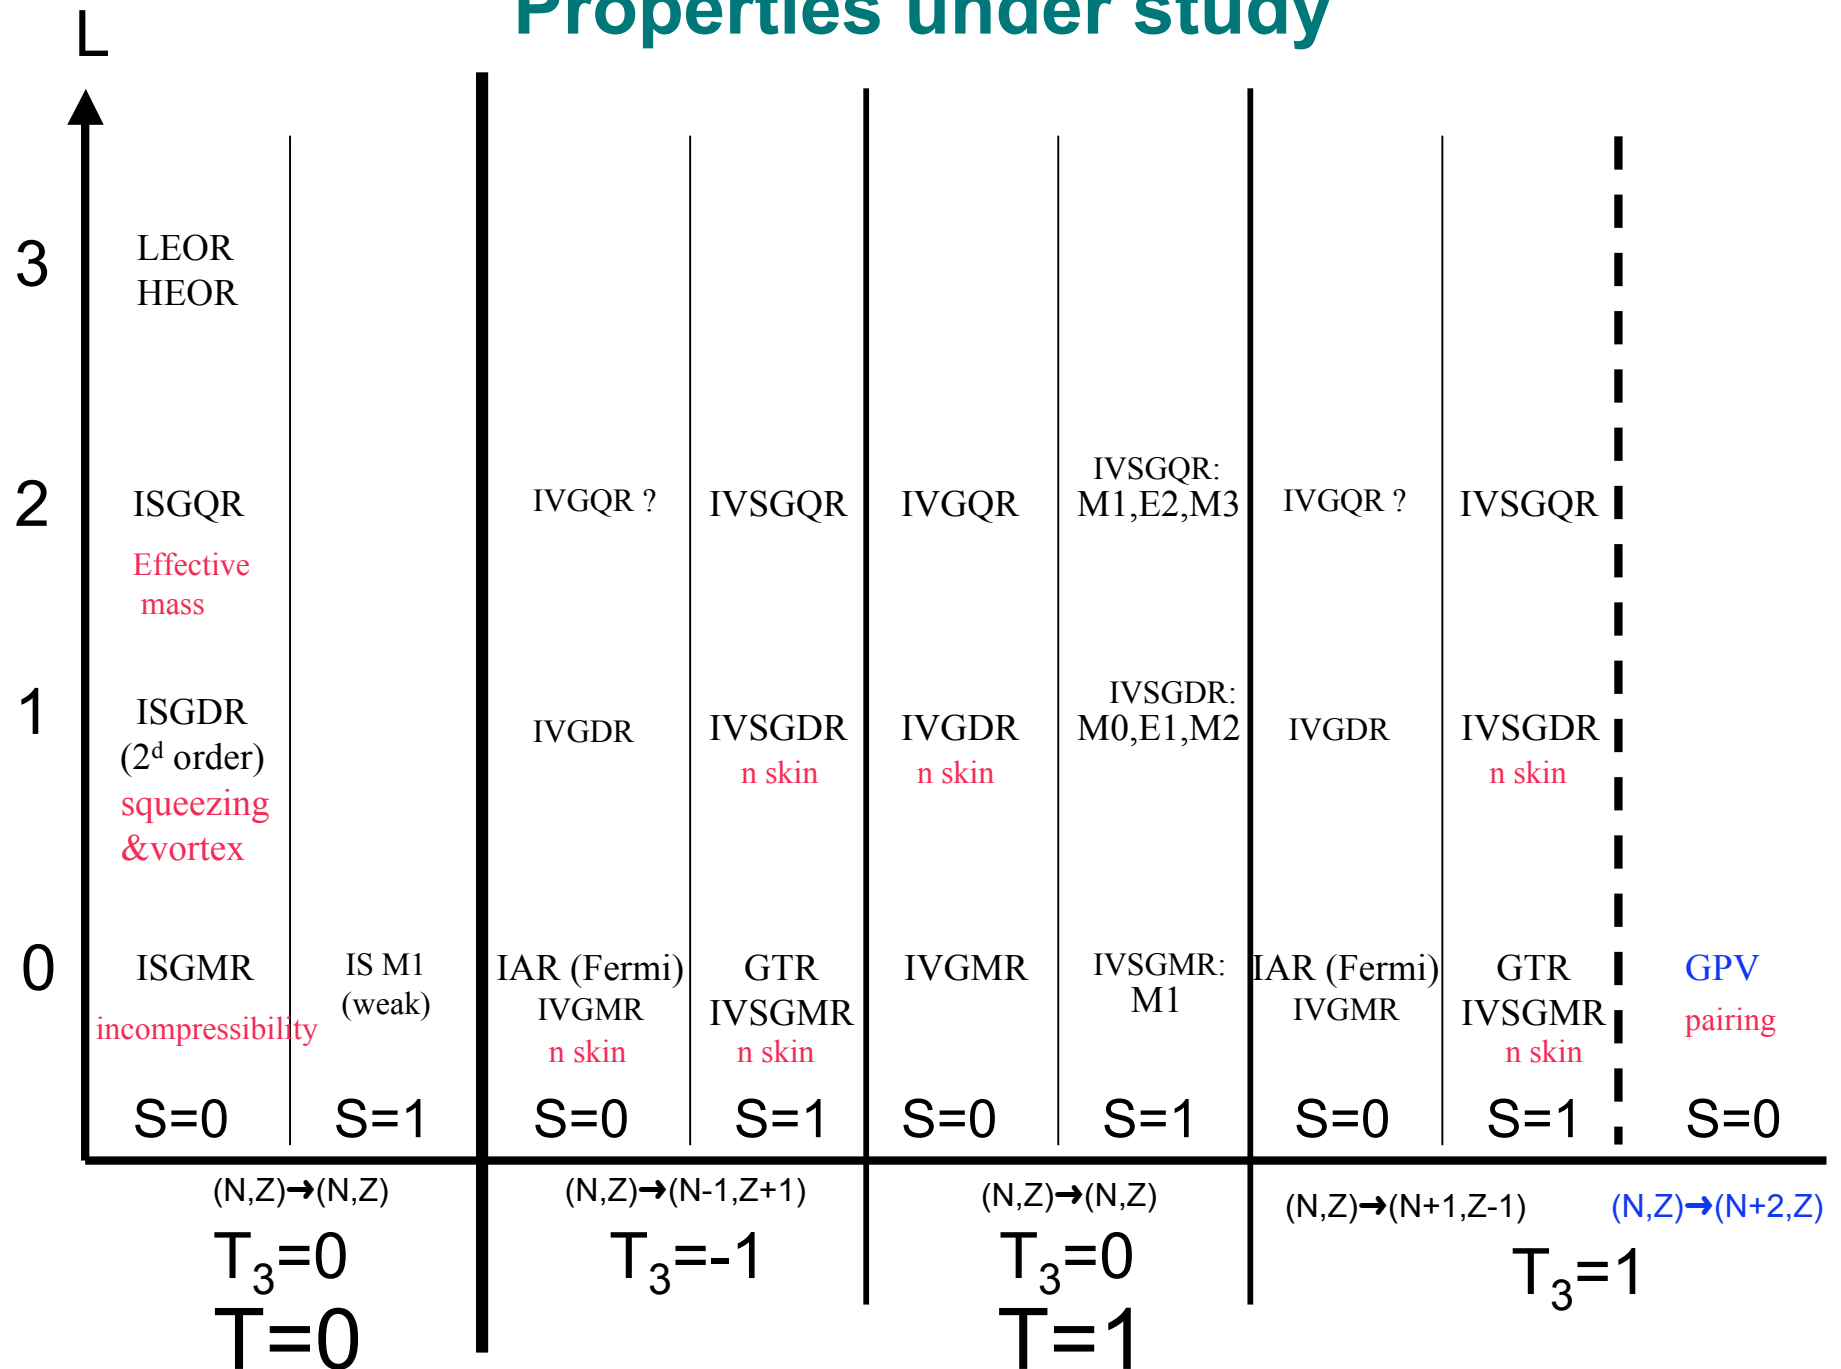 Properties under study
L
3
LEOR
HEOR
2
ISGQR
Effective
mass
IVGQR ?
IVSGQR
IVGQR
IVSGQR:
M1,E2,M3
IVGQR ?
IVSGQR
1
ISGDR
(2d order)
squeezing
&vortex
IVGDR
IVSGDR
n skin
IVGDR
n skin
IVSGDR:
M0,E1,M2
IVGDR
IVSGDR
n skin
0
ISGMR
incompressibility
IS M1
(weak)
IAR (Fermi)
IVGMR
n skin
GTR
IVSGMR
n skin
IVGMR
IVSGMR:
M1
IAR (Fermi)
IVGMR
GTR
IVSGMR
n skin
GPV
pairing
S=0 S=1 S=0 S=1 S=0 S=1 S=0 S=1 S=0
(N,Z)→(N,Z)
(N,Z)→(N-1,Z+1)
(N,Z)→(N,Z)
(N,Z)→(N+1,Z-1)
(N,Z)→(N+2,Z)
T3=0
T3=-1
T3=0
T3=1
T=0
T=1